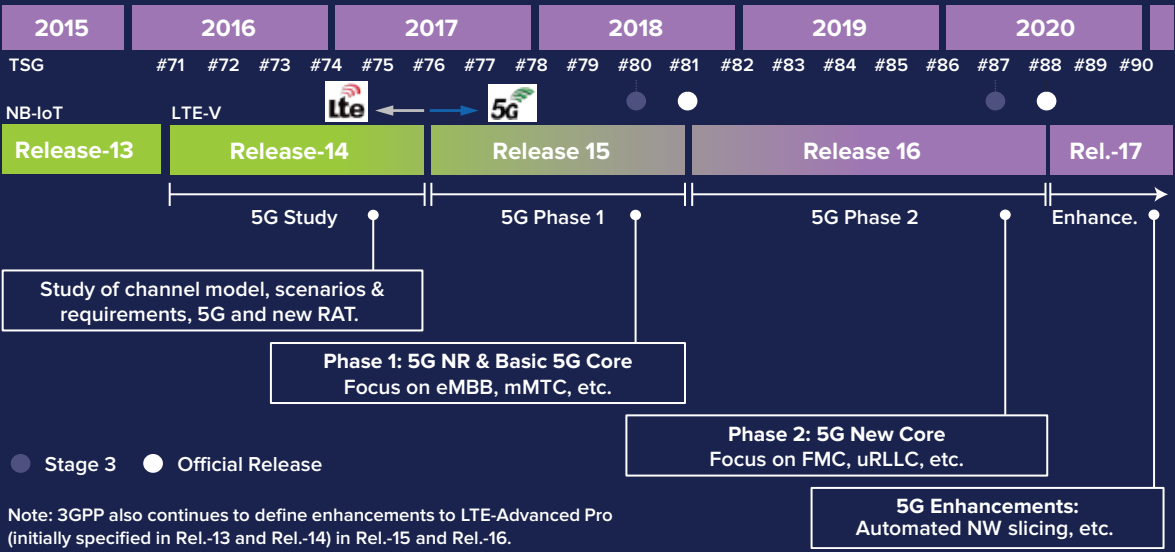 2015 2016 2017 2018 2019 2020
TSG #71 #72 #73 #74 #75 #76 #77 #78 #79 #80 #81 #82 #83 #84 #85 #86 #87 #88 #89 #90
NB-IoT LTE-V lte 5G
Release-13 Release-14 Release 15 Release 16 Rel.-17
5G Study 5G Phase 1 5G Phase 2 Enhance.
Study of channel model, scenarios &
requirements, 5G and new RAT.
Phase 1: 5G NR & Basic 5G Core
Focus on eMBB, mMTC, etc.
Phase 2: 5G New Core
Focus on FMC, uRLLC, etc.
Stage 3 Official Release
5G Enhancements:
Automated NW slicing, etc.
Note: 3GPP also continues to define enhancements to LTE-Advanced Pro
(initially specified in Rel.-13 and Rel.-14) in Rel.-15 and Rel.-16.